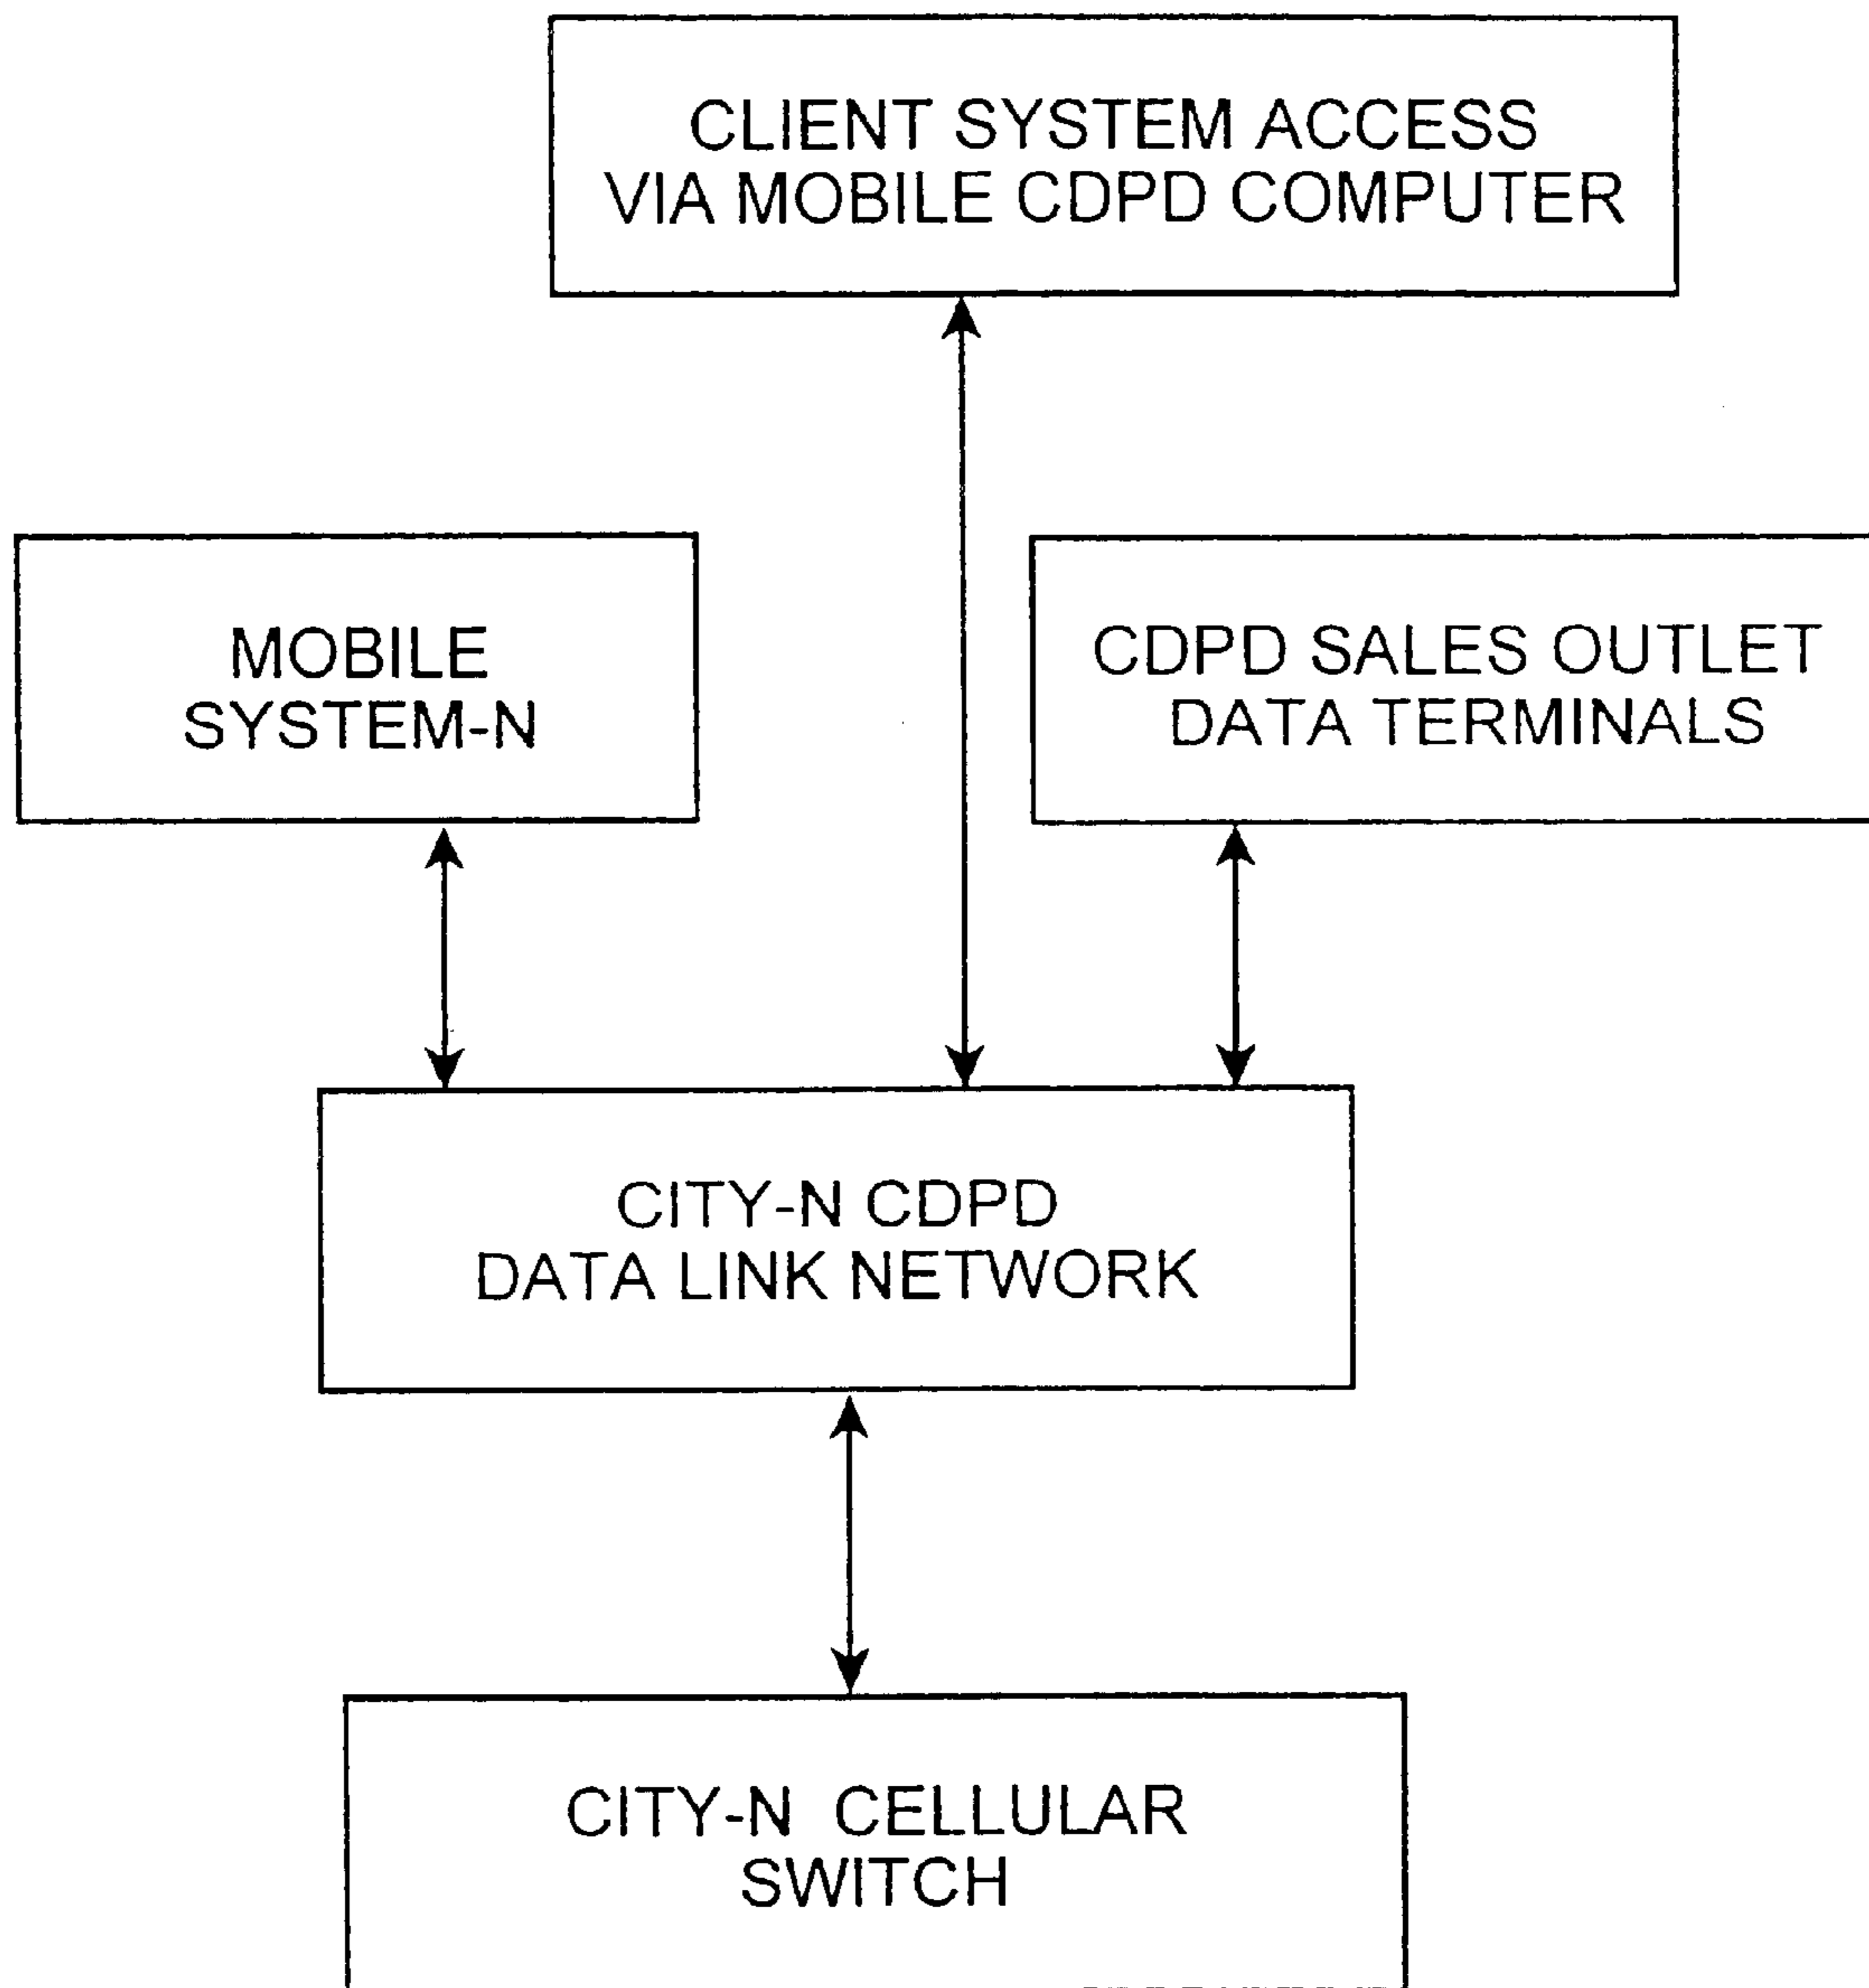 CLIENT SYSTEM ACCESS
VIA MOBILE CDPD COMPUTER
MOBILE
SYSTEM-N
CDPD SALES OUTLET
DATA TERMINALS
CITY-N CDPD
DATA LINK NETWORK
CITY-N CELLULAR
SWITCH